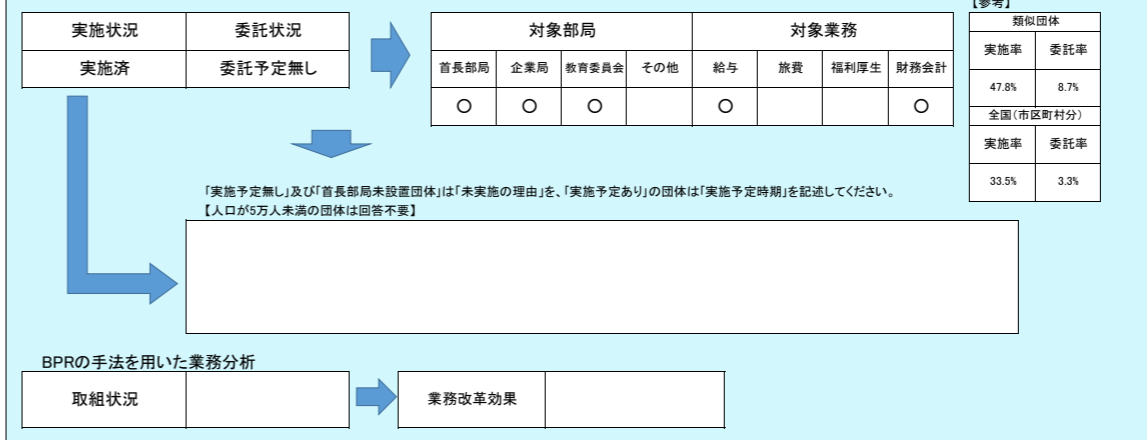 【参考】
実施状況 委託状況
実施済 委託予定無し
対象部局 対象業務
首長部局 企業局 教育委員会 その他 給与 旅費 福利厚生 財務会計
○ ○ ○ ○ ○
類似団体
実施率 委託率
47.8% 8.7%
全国(市区町村分)
実施率 委託率
33.5% 3.3%
「実施予定無し」及び「首長部局未設置団体」は「未実施の理由」を、「実施予定あり」の団体は「実施予定時期」を記述してください。
【人口が5万人未満の団体は回答不要】
BPRの手法を用いた業務分析
取組状況 業務改革効果